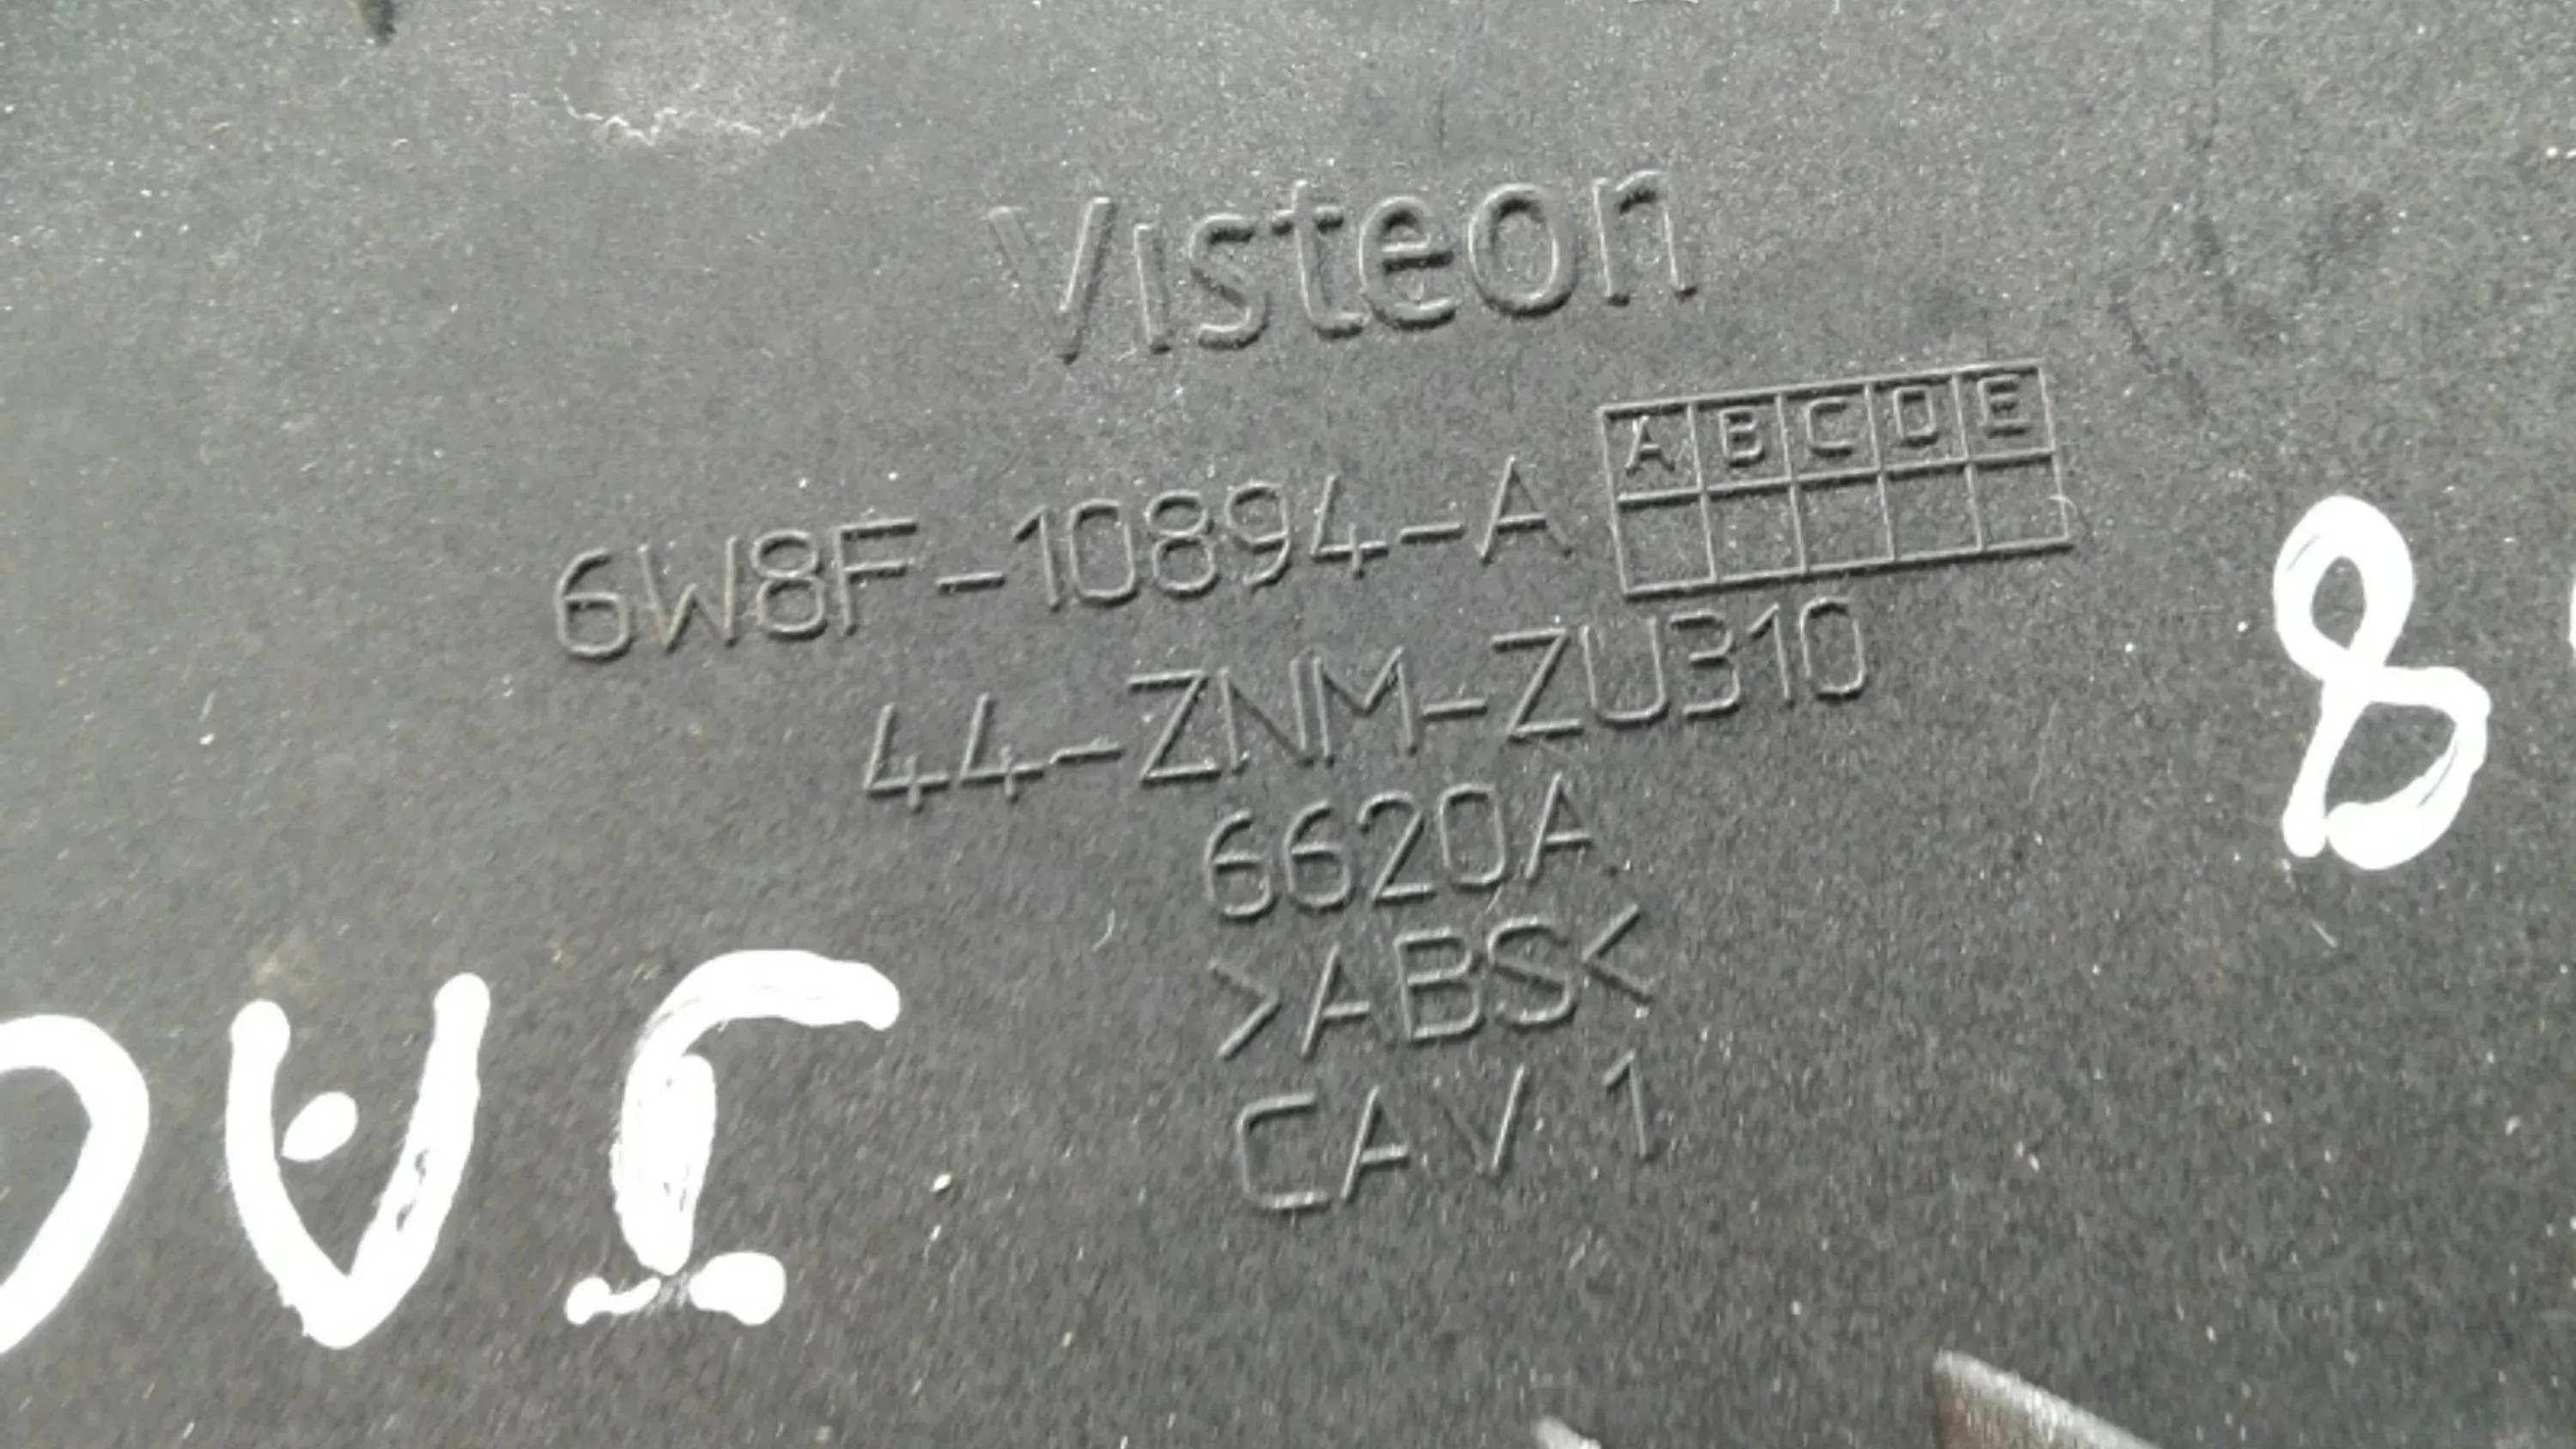 Visteon
A B C D E
6W8F-10894-A
44-ZNM-ZU310
6620A
>ABS<
CAV 1
8